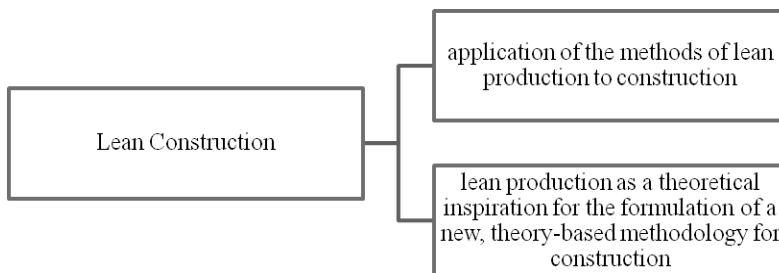 Lean Construction
application of the methods of lean
production to construction
lean production as a theoretical
inspiration for the formulation of a
new, theory-based methodology for
construction